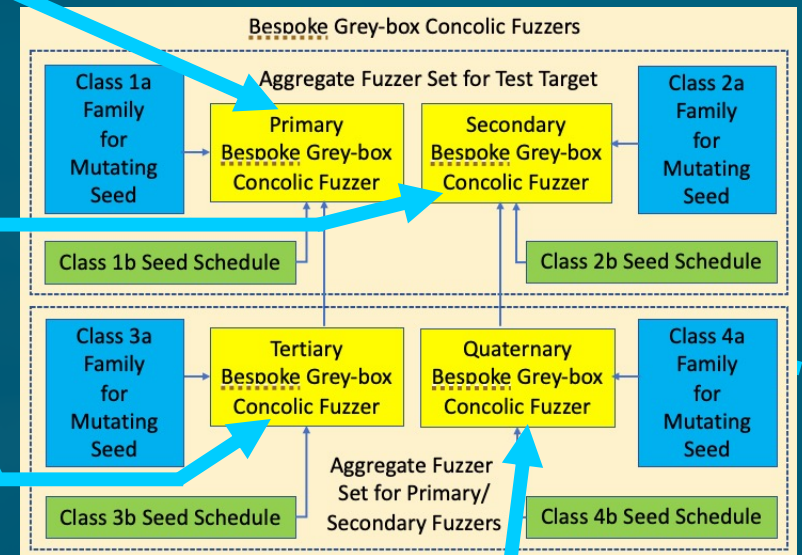 Bespoke Grey-box Concolic Fuzzers
Aggregate Fuzzer Set for Test Target
Class 1a
Family
for
Mutating
Seed
Primary
Bespoke Grey-box
Concolic Fuzzer
Secondary
Bespoke Grey-box
Concolic Fuzzer
Class 2a
Family
for
Mutating
Seed
Class 1b Seed Schedule
Class 2b Seed Schedule
Class 3a
Family
for
Mutating
Seed
Tertiary
Bespoke Grey-box
Concolic Fuzzer
Quaternary
Bespoke Grey-box
Concolic Fuzzer
Class 4a
Family
for
Mutating
Seed
Class 3b Seed Schedule
Aggregate Fuzzer
Set for Primary/
Secondary Fuzzers
Class 4b Seed Schedule